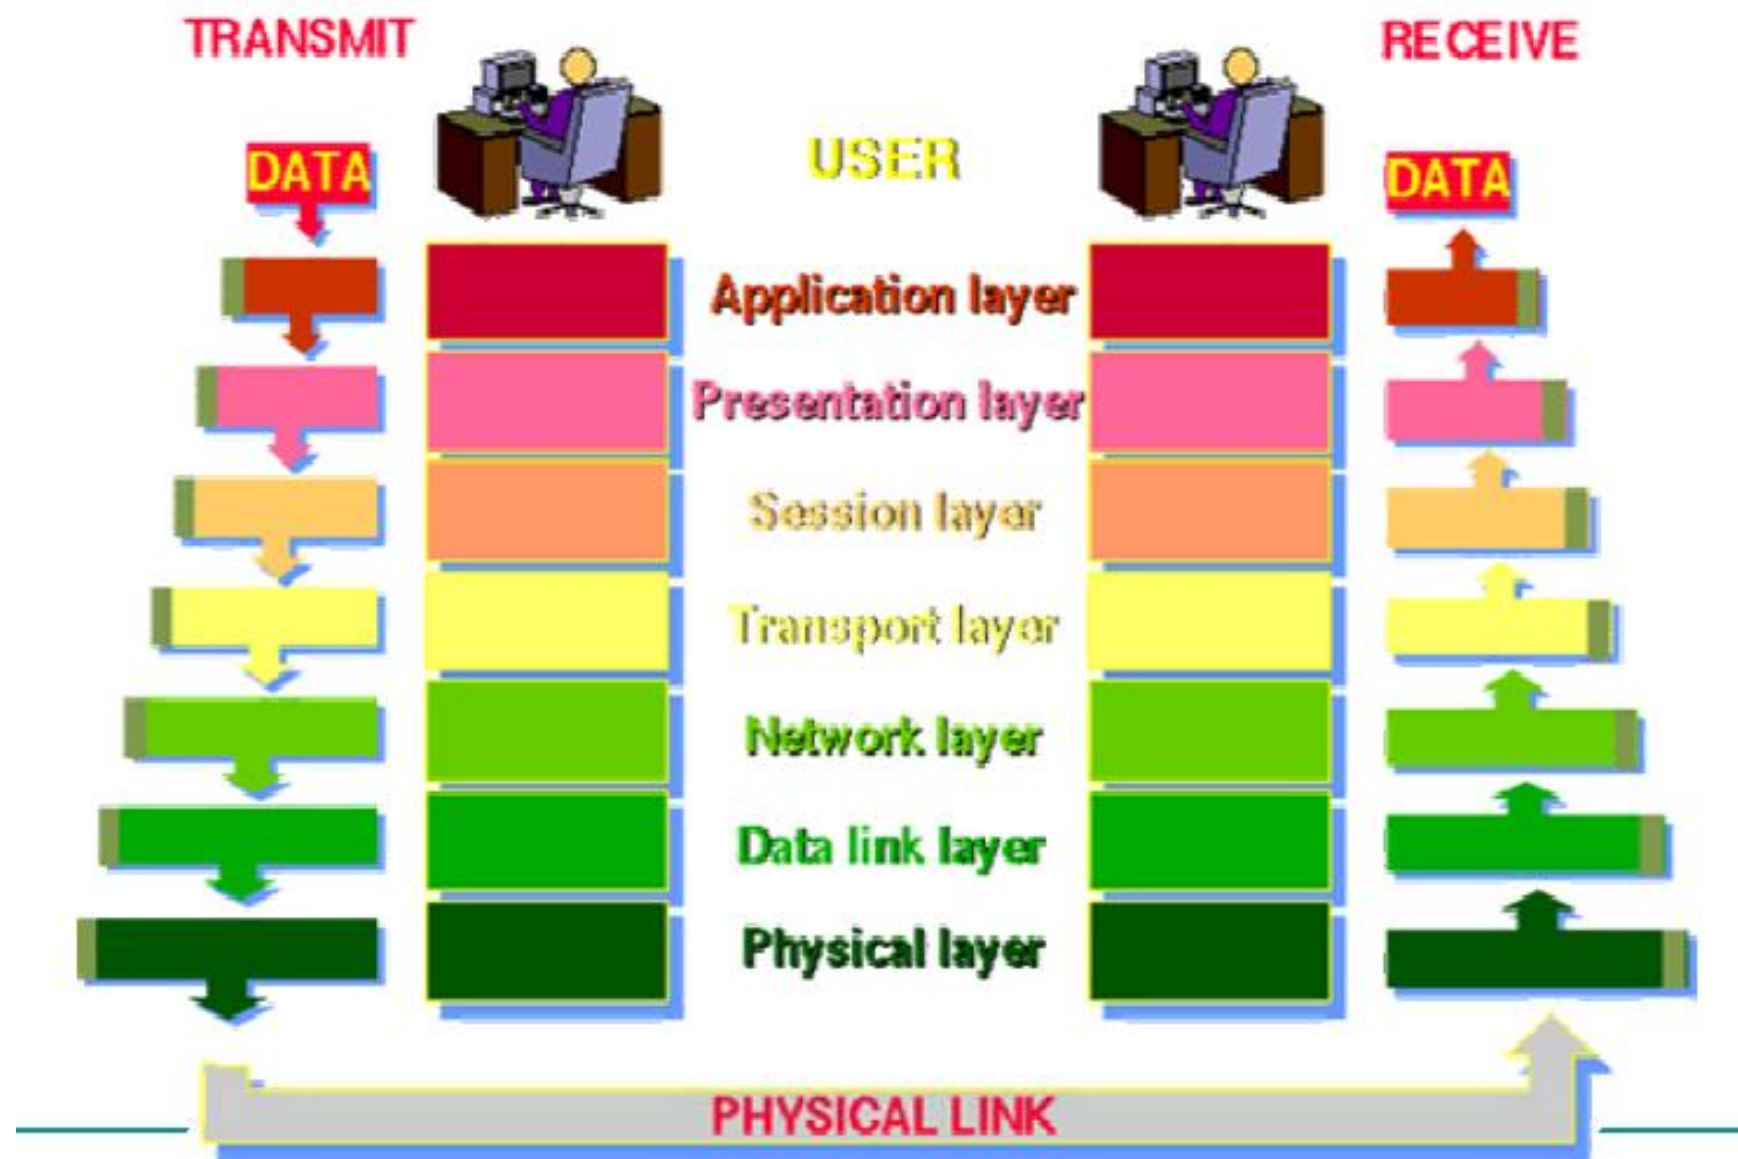 TRANSMIT
RECEIVE
DATA
USER
DATA
Application layer
Presentation layer
Session layer
Transport layer
Network layer
Data link layer
Physical layer
PHYSICAL LINK